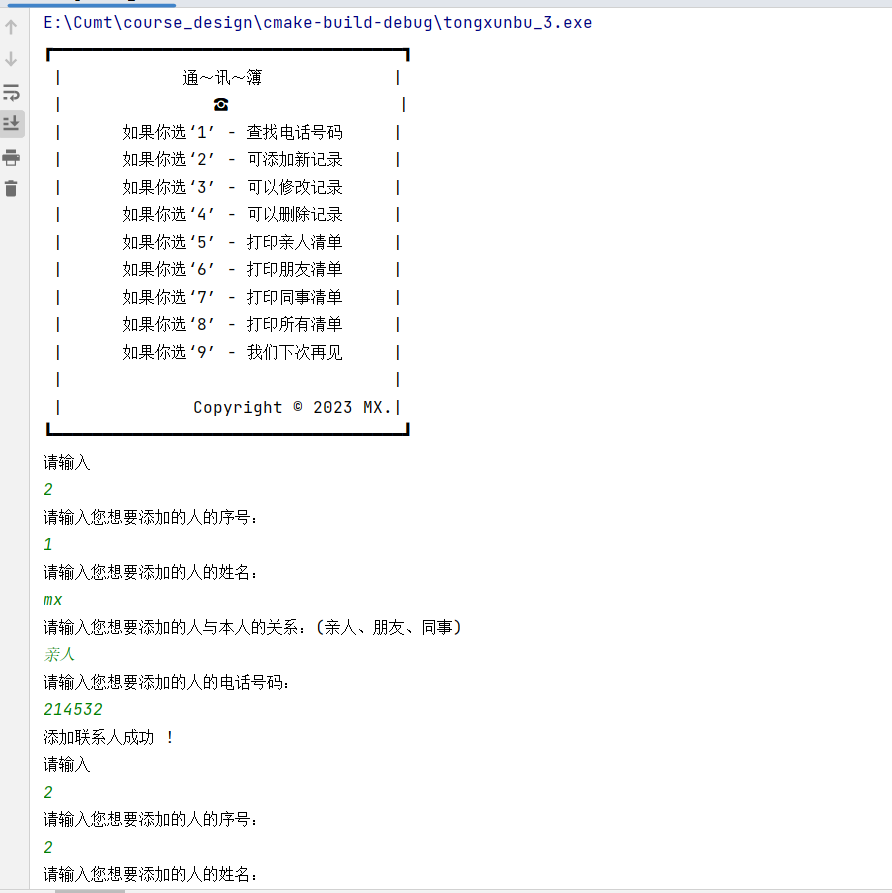 E:\Cumt\course_design\cmake-build-debug\tongxunbu_3.exe
通～讯～簿
☎
如果你选‘1’ - 查找电话号码
如果你选‘2’ - 可添加新记录
如果你选‘3’ - 可以修改记录
如果你选‘4’ - 可以删除记录
如果你选‘5’ - 打印亲人清单
如果你选‘6’ - 打印朋友清单
如果你选‘7’ - 打印同事清单
如果你选‘8’ - 打印所有清单
如果你选‘9’ - 我们下次再见
Copyright © 2023 MX.
请输入
2
请输入您想要添加的人的序号：
1
请输入您想要添加的人的姓名：
mx
请输入您想要添加的人与本人的关系：(亲人、朋友、同事)
亲人
请输入您想要添加的人的电话号码：
214532
添加联系人成功 ！
请输入
2
请输入您想要添加的人的序号：
2
请输入您想要添加的人的姓名：